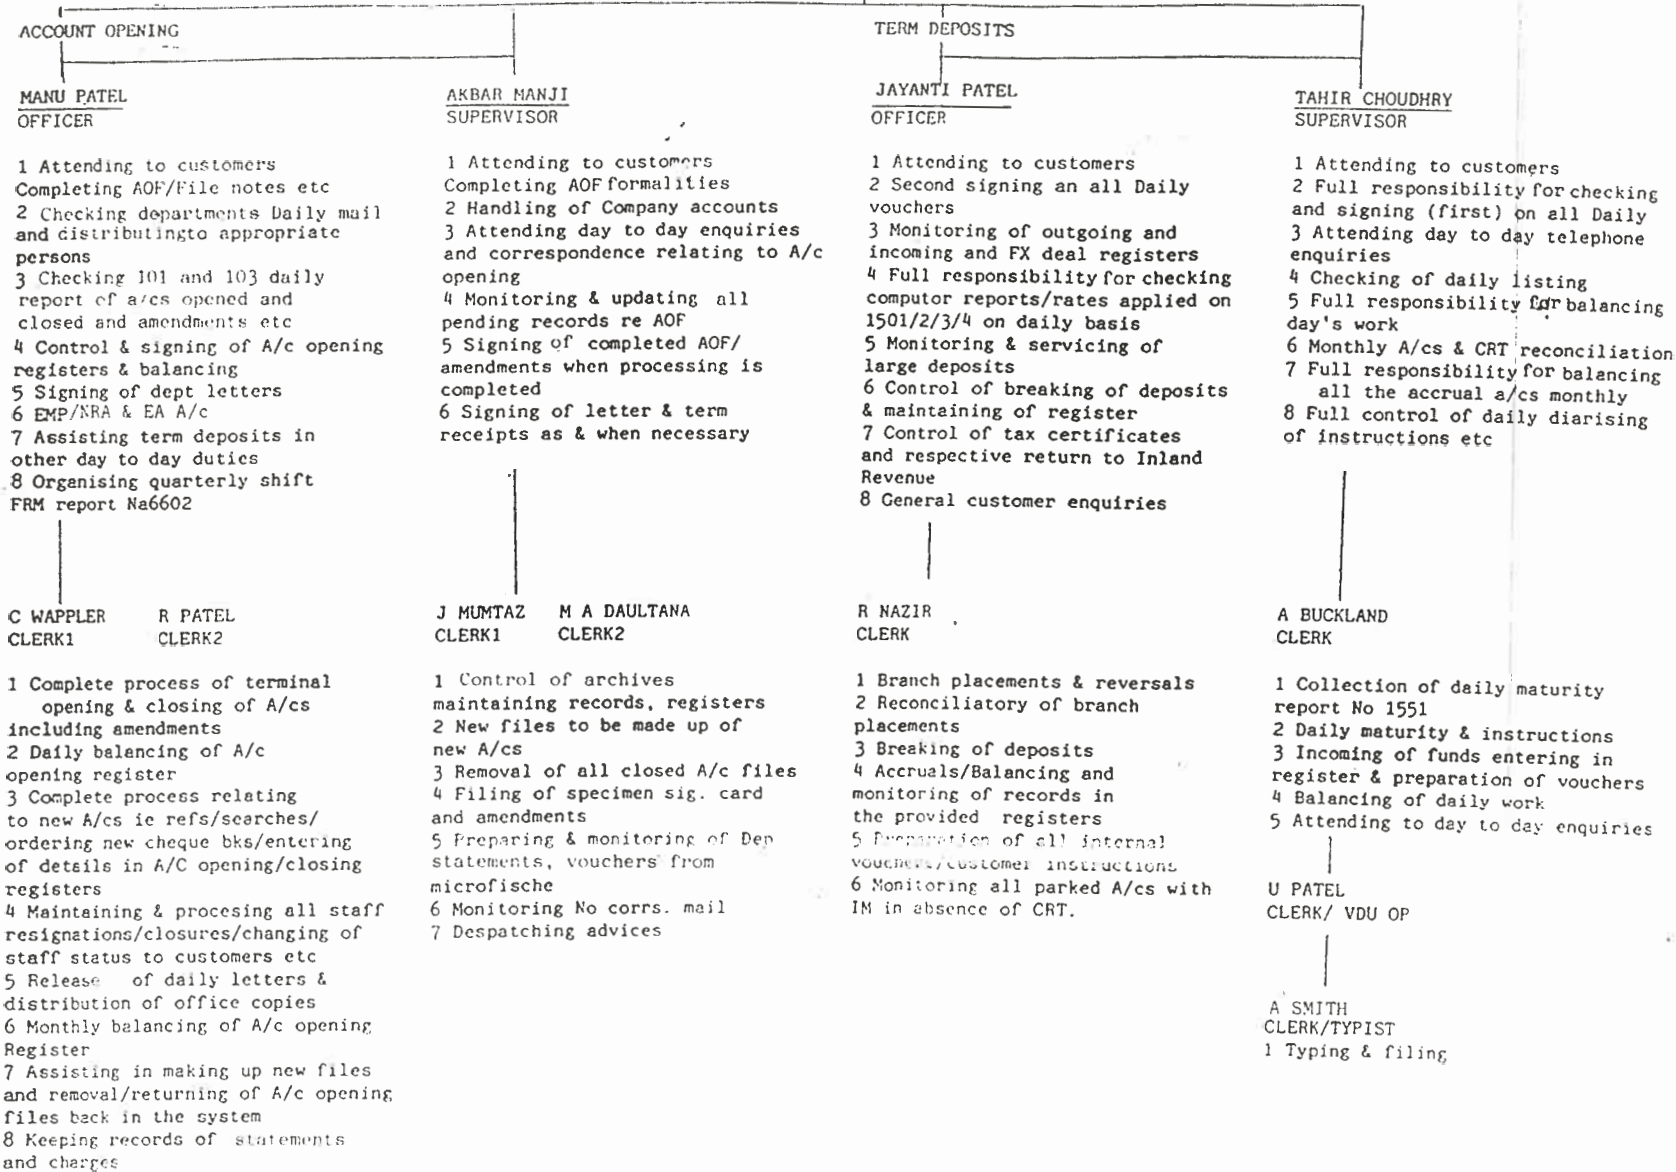 ACCOUNT OPENING
MANU PATEL
OFFICER
1 Attending to customers
Completing AOF/File notes etc
2 Checking departments Daily mail
and distributingto appropriate
persons
3 Checking 101 and 103 daily
report of a/cs opened and
closed and amendments etc
4 Control & signing of A/c opening
registers & balancing
5 Signing of dept letters
6 EMP/NRA & EA A/c
7 Assisting term deposits in
other day to day dutics
8 Organising quarterly shift
FRM report Na6602
C WAPPLER R PATEL
CLERK1 CLERK2
1 Complete process of terminal
opening & closing of A/cs
including amendments
2 Daily balancing of A/c
opening register
3 Complete process relating
to new A/cs ie refs/searches/
ordering new cheque bks/entering
of details in A/C opening/closing
registers
4 Maintaining & procesing all staff
resignations/closures/changing of
staff status to customers etc
5 Release of daily letters &
distribution of office copies
6 Monthly balancing of A/c opening
Register
7 Assisting in making up new files
and removal/returning of A/c opening
files back in the system
8 Keeping records of statements
and charges
AKBAR MANJI
SUPERVISOR
1 Attending to customers
Completing AOF formalities
2 Handling of Company accounts
3 Attending day to day enquiries
and correspondence relating to A/c
opening
4 Monitoring & updating all
pending records re AOF
5 Signing of completed AOF/
amendments when processing is
completed
6 Signing of letter & term
receipts as & when necessary
J MUMTAZ M A DAULTANA
CLERK1 CLERK2
1 Control of archives
maintaining records, registers
2 New files to be made up of
new A/cs
3 Removal of all closed A/c files
4 Filing of specimen sig. card
and amendments
5 Preparing & monitoring of Dep
statements, vouchers from
microfische
6 Monitoring No corrs. mail
7 Despatching advices
TERM DEPOSITS
JAYANTI PATEL
OFFICER
1 Attending to customers
2 Second signing an all Daily
vouchers
3 Monitoring of outgoing and
incoming and FX deal registers
4 Full responsibility for checking
computor reports/rates applied on
1501/2/3/4 on daily basis
5 Monitoring & servicing of
large deposits
6 Control of breaking of deposits
& maintaining of register
7 Control of tax certificates
and respective return to Inland
Revenue
8 General customer enquiries
R NAZIR
CLERK
1 Branch placements & reversals
2 Reconciliatory of branch
placements
3 Breaking of deposits
4 Accruals/Balancing and
monitoring of records in
the provided registers
5 Preparation of all internal
vouchers/customer instructions
6 Monitoring all parked A/cs with
IM in absence of CRT.
TAHIR CHOUDHRY
SUPERVISOR
1 Attending to customers
2 Full responsibility for checking
and signing (first) on all Daily
3 Attending day to day telephone
enquiries
4 Checking of daily listing
5 Full responsibility for balancing
day's work
6 Monthly A/cs & CRT reconciliation
7 Full responsibility for balancing
all the accrual a/cs monthly
8 Full control of daily diarising
of instructions etc
A BUCKLAND
CLERK
1 Collection of daily maturity
report No 1551
2 Daily maturity & instructions
3 Incoming of funds entering in
register & preparation of vouchers
4 Balancing of daily work
5 Attending to day to day enquiries
U PATEL
CLERK/ VDU OP
A SMITH
CLERK/TYPIST
1 Typing & filing